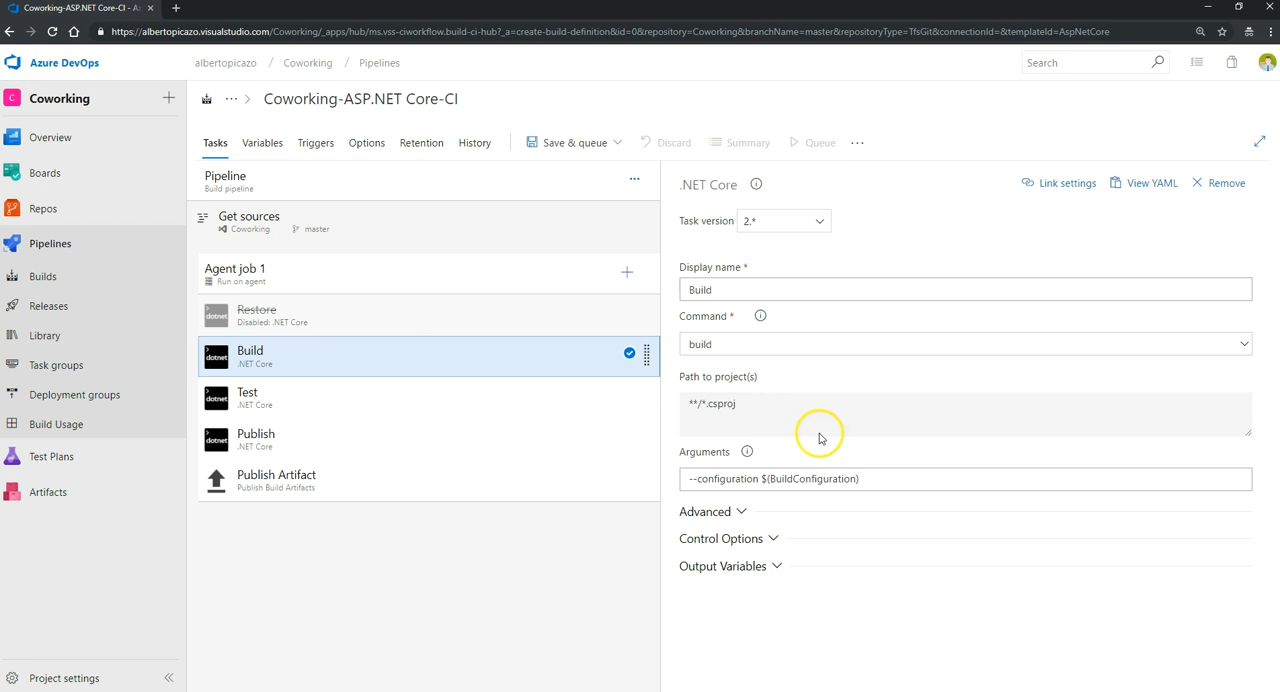 Coworking-ASP.NET Core-CI - A
https://albertopicazo.visualstudio.com/Coworking/_apps/hub/ms.vss-ciworkflow.build-ci-hub?_a=create-build-definition&id=0&repository=Coworking&branchName=master&repositoryType=TfsGit&connectionId=&templateId=AspNetCore
Azure DevOps
albertopicazo / Coworking / Pipelines
Search
C Coworking
Overview
Boards
Repos
Pipelines
Builds
Releases
Library
Task groups
Deployment groups
Build Usage
Test Plans
Artifacts
Project settings
··· > Coworking-ASP.NET Core-CI
Tasks Variables Triggers Options Retention History Save & queue Discard Summary Queue ···
Pipeline
Build pipeline
Get sources
Coworking master
Agent job 1
Run on agent
dotnet Restore
Disabled: .NET Core
dotnet Build
.NET Core
dotnet Test
.NET Core
dotnet Publish
.NET Core
Publish Artifact
Publish Build Artifacts
.NET Core
Link settings View YAML Remove
Task version 2.*
Display name *
Build
Command *
build
Path to project(s)
**/*.csproj
Arguments
--configuration $(BuildConfiguration)
Advanced
Control Options
Output Variables